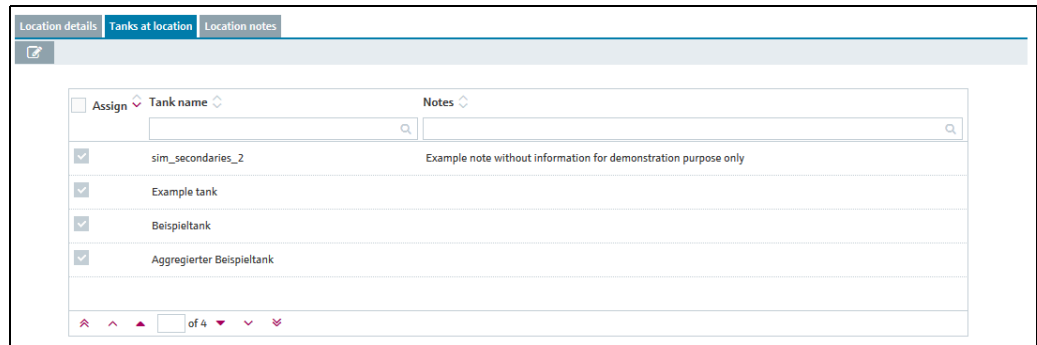 Location details Tanks at location Location notes
Assign Tank name Notes
sim_secondaries_2 Example note without information for demonstration purpose only
Example tank
Beispieltank
Aggregierter Beispieltank
of 4